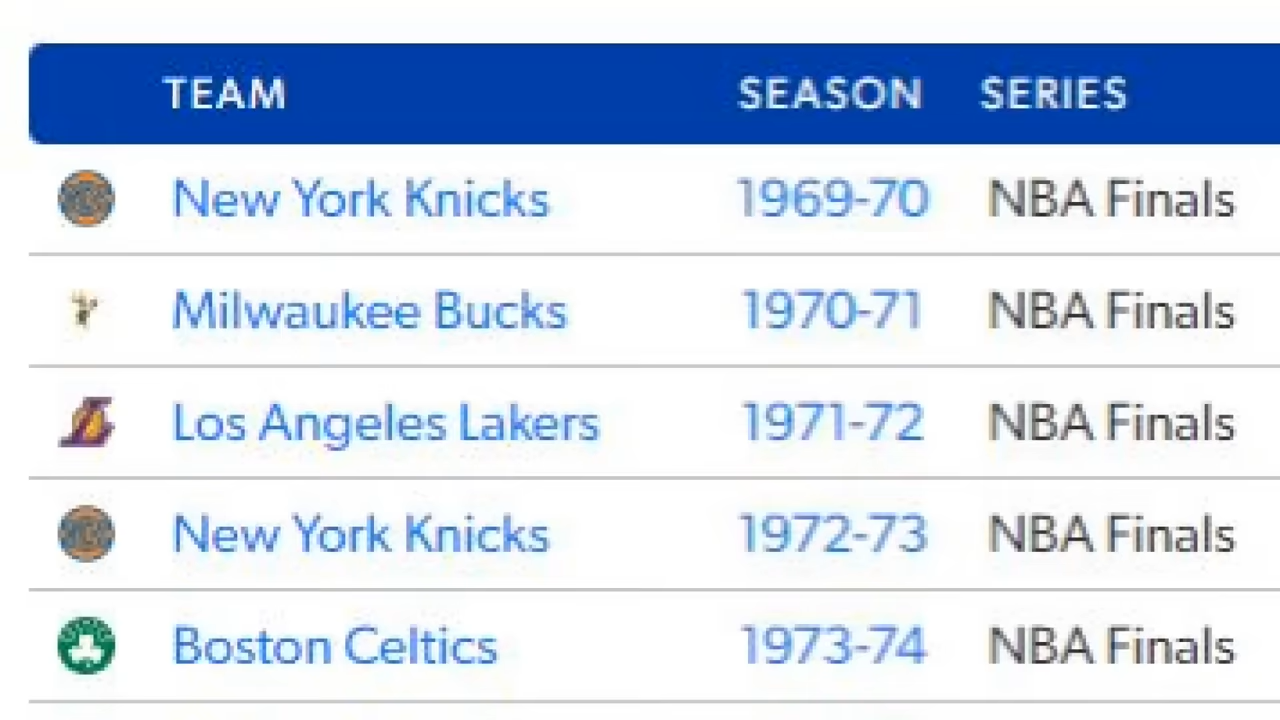 TEAM SEASON SERIES
New York Knicks 1969-70 NBA Finals
Milwaukee Bucks 1970-71 NBA Finals
Los Angeles Lakers 1971-72 NBA Finals
New York Knicks 1972-73 NBA Finals
Boston Celtics 1973-74 NBA Finals